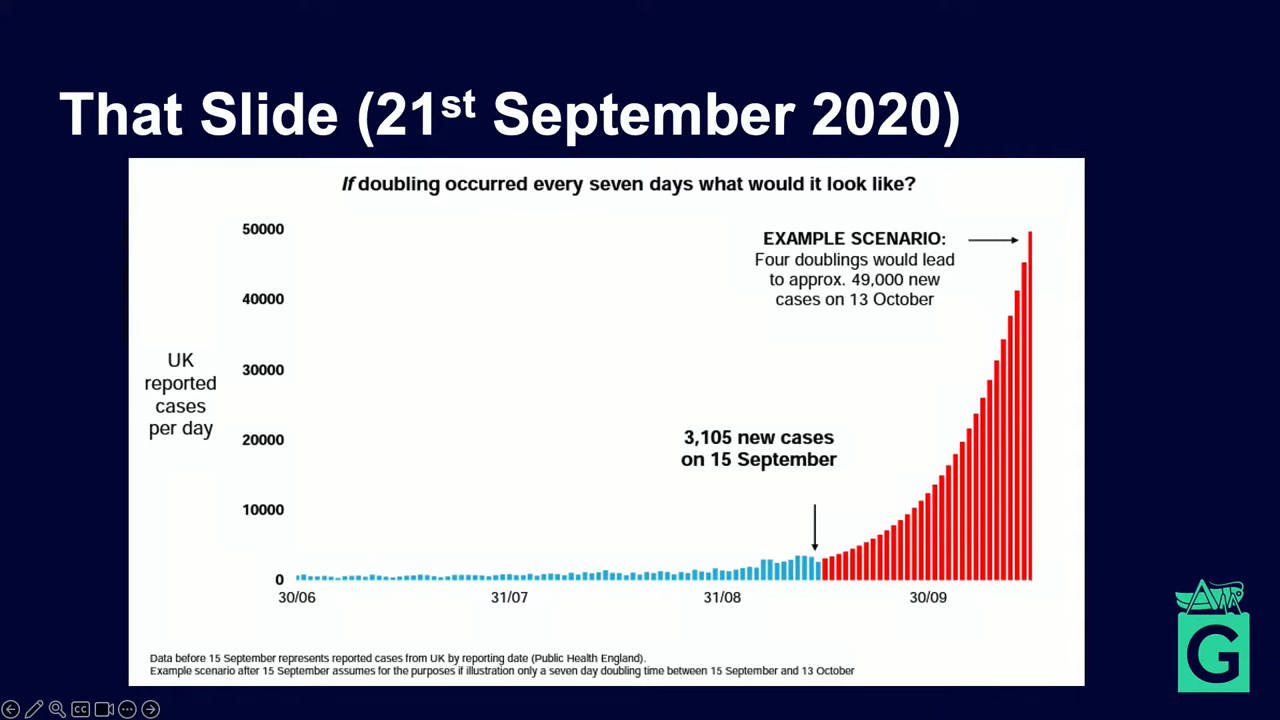 That Slide (21st September 2020)
If doubling occurred every seven days what would it look like?
50000
40000
30000
20000
10000
0
UK
reported
cases
per day
EXAMPLE SCENARIO:
Four doublings would lead
to approx. 49,000 new
cases on 13 October
3,105 new cases
on 15 September
30/06
31/07
31/08
30/09
Data before 15 September represents reported cases from UK by reporting date (Public Health England).
Example scenario after 15 September assumes for the purposes if illustration only a seven day doubling time between 15 September and 13 October
G
CC